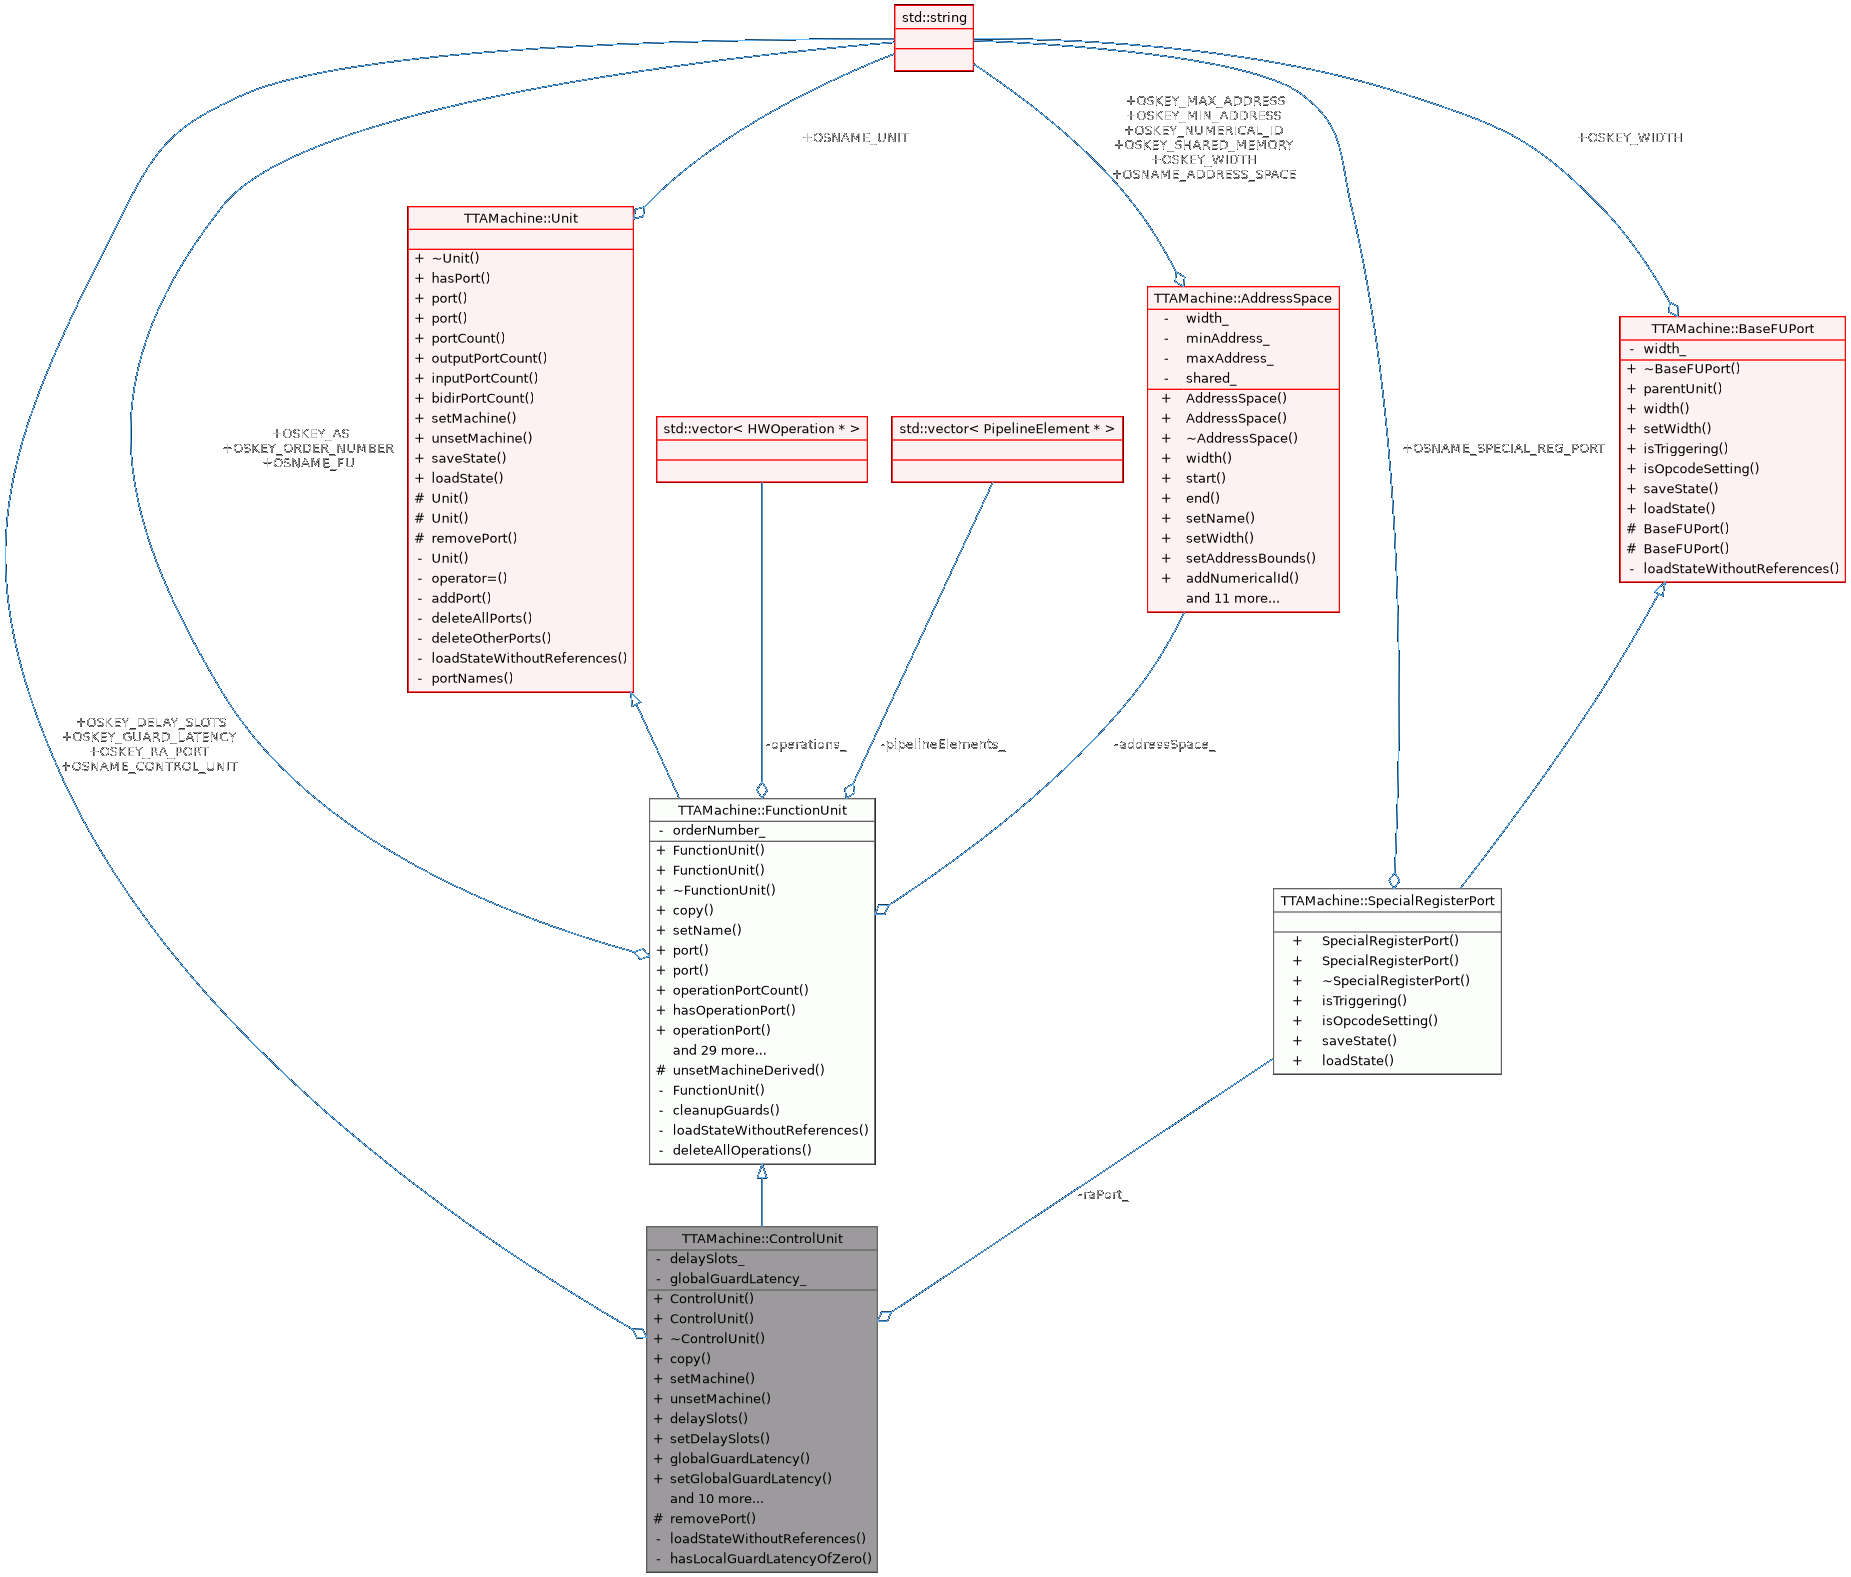 std::string
+OSKEY_MAX_ADDRESS
+OSKEY_MIN_ADDRESS
+OSKEY_NUMERICAL_ID
+OSKEY_SHARED_MEMORY
+OSKEY_WIDTH
+OSNAME_ADDRESS_SPACE
+OSNAME_UNIT
+OSKEY_WIDTH
TTAMachine::Unit
+ ~Unit()
+ hasPort()
+ port()
+ port()
+ portCount()
+ outputPortCount()
+ inputPortCount()
+ bidirPortCount()
+ setMachine()
+ unsetMachine()
+ saveState()
+ loadState()
# Unit()
# Unit()
# removePort()
- Unit()
- operator=()
- addPort()
- deleteAllPorts()
- deleteOtherPorts()
- loadStateWithoutReferences()
- portNames()
TTAMachine::AddressSpace
- width_
- minAddress_
- maxAddress_
- shared_
+ AddressSpace()
+ AddressSpace()
+ ~AddressSpace()
+ width()
+ start()
+ end()
+ setName()
+ setWidth()
+ setAddressBounds()
+ addNumericalId()
and 11 more...
TTAMachine::BaseFUPort
- width_
+ ~BaseFUPort()
+ parentUnit()
+ width()
+ setWidth()
+ isTriggering()
+ isOpcodeSetting()
+ saveState()
+ loadState()
# BaseFUPort()
# BaseFUPort()
- loadStateWithoutReferences()
std::vector< HWOperation * >
std::vector< PipelineElement * >
+OSKEY_AS
+OSKEY_ORDER_NUMBER
+OSNAME_FU
+OSNAME_SPECIAL_REG_PORT
+OSKEY_DELAY_SLOTS
+OSKEY_GUARD_LATENCY
+OSKEY_RA_PORT
+OSNAME_CONTROL_UNIT
-operations_
-pipelineElements_
-addressSpace_
TTAMachine::FunctionUnit
- orderNumber_
+ FunctionUnit()
+ FunctionUnit()
+ ~FunctionUnit()
+ copy()
+ setName()
+ port()
+ port()
+ operationPortCount()
+ hasOperationPort()
+ operationPort()
and 29 more...
# unsetMachineDerived()
- FunctionUnit()
- cleanupGuards()
- loadStateWithoutReferences()
- deleteAllOperations()
TTAMachine::SpecialRegisterPort
+ SpecialRegisterPort()
+ SpecialRegisterPort()
+ ~SpecialRegisterPort()
+ isTriggering()
+ isOpcodeSetting()
+ saveState()
+ loadState()
-raPort_
TTAMachine::ControlUnit
- delaySlots_
- globalGuardLatency_
+ ControlUnit()
+ ControlUnit()
+ ~ControlUnit()
+ copy()
+ setMachine()
+ unsetMachine()
+ delaySlots()
+ setDelaySlots()
+ globalGuardLatency()
+ setGlobalGuardLatency()
and 10 more...
# removePort()
- loadStateWithoutReferences()
- hasLocalGuardLatencyOfZero()